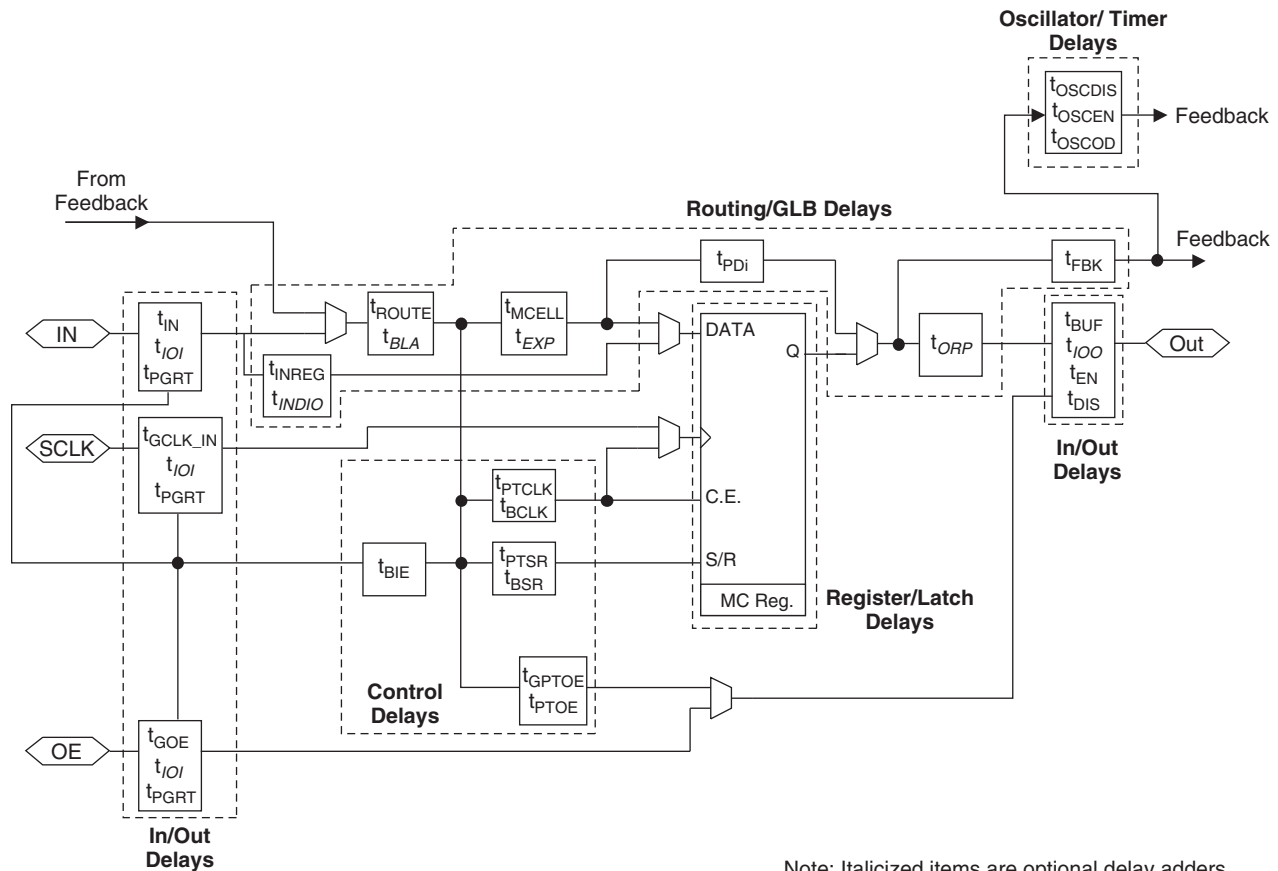 Oscillator/ Timer
Delays
tOSCDIS
tOSCEN
tOSCOD
Feedback
From
Feedback
Routing/GLB Delays
Feedback
tPDi
tFBK
IN
tIN
tIOI
tPGRT
tROUTE
tBLA
tMCELL
tEXP
DATA
Q
tORP
tBUF
tIOO
tEN
tDIS
Out
tINREG
tINDIO
SCLK
tGCLK_IN
tIOI
tPGRT
In/Out
Delays
tPTCLK
tBCLK
C.E.
tBIE
tPTSR
tBSR
S/R
MC Reg.
Register/Latch
Delays
Control
Delays
tGPTOE
tPTOE
OE
tGOE
tIOI
tPGRT
In/Out
Delays
Note: Italicized items are optional delay adders